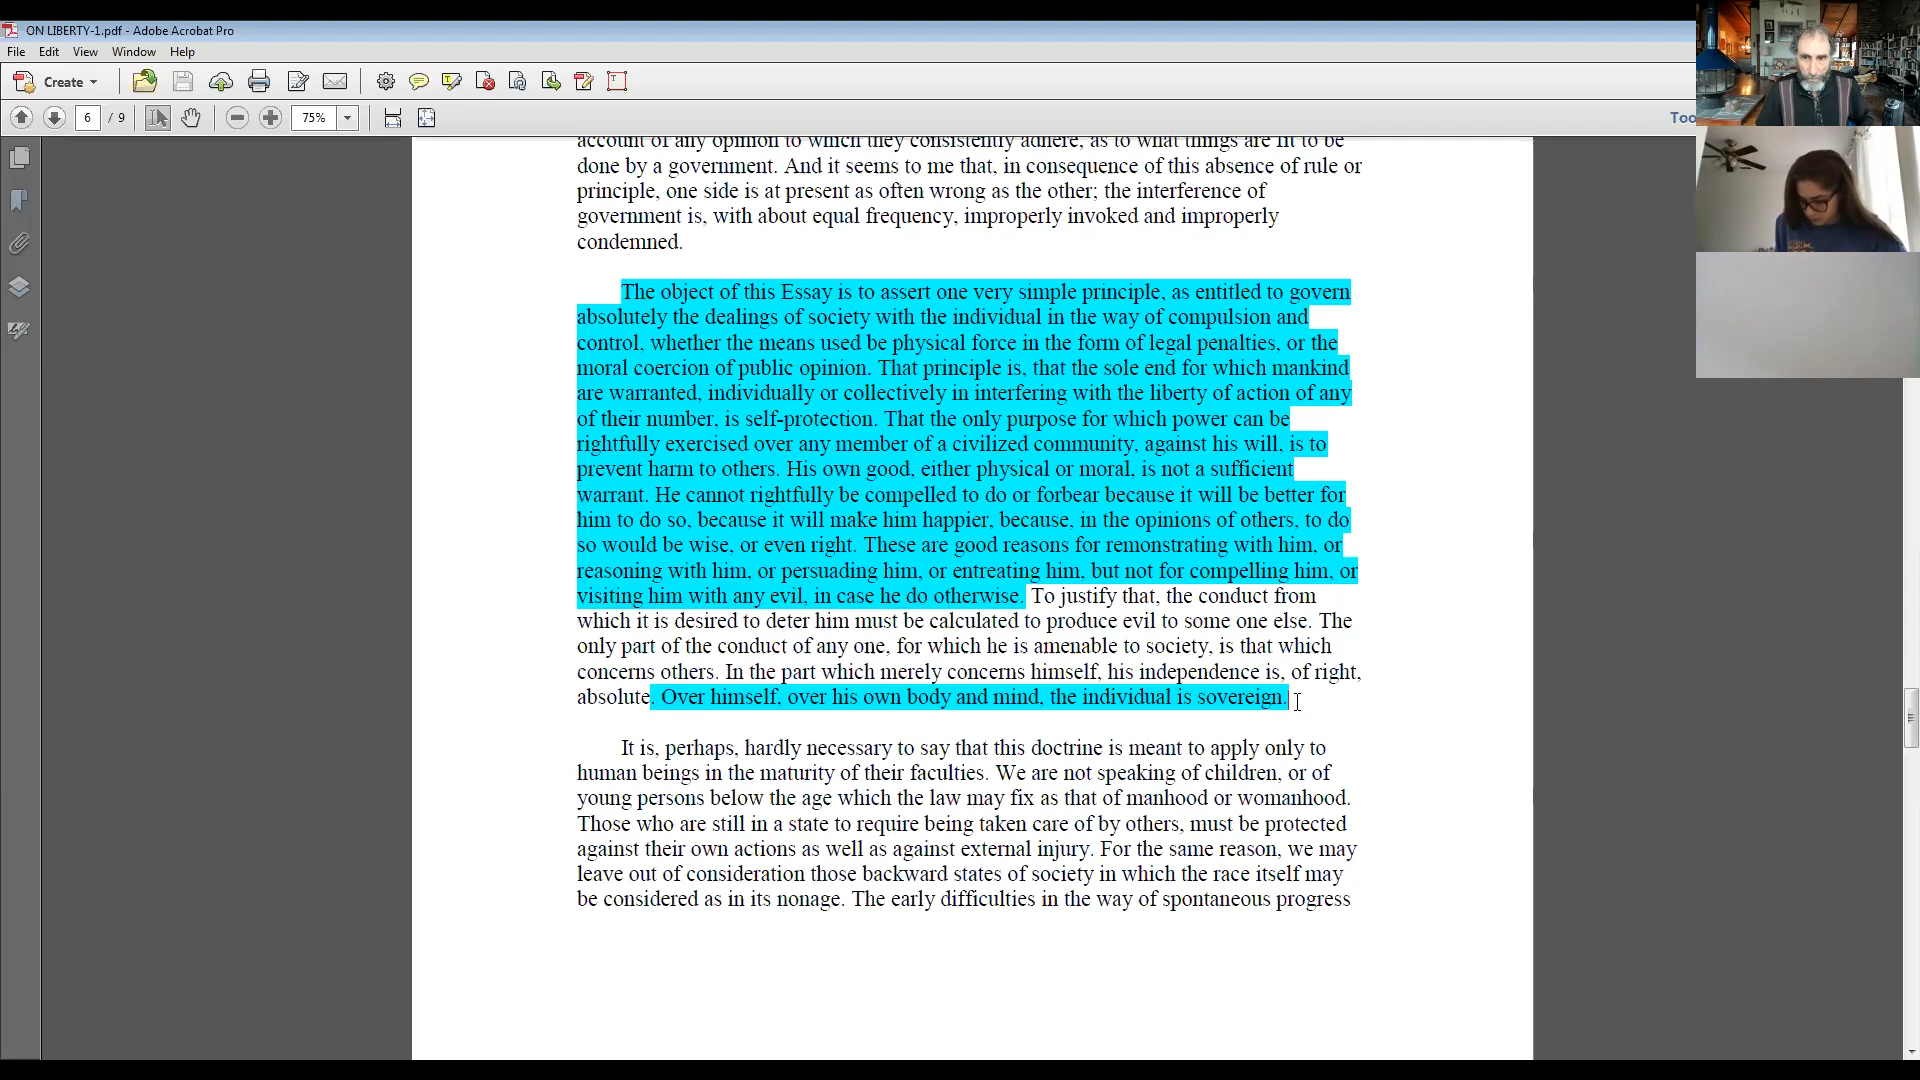 ON LIBERTY-1.pdf - Adobe Acrobat Pro
File Edit View Window Help
Create
6 / 9 75% Too
account of any opinion to which they consistently adhere, as to what things are fit to be
done by a government. And it seems to me that, in consequence of this absence of rule or
principle, one side is at present as often wrong as the other; the interference of
government is, with about equal frequency, improperly invoked and improperly
condemned.
The object of this Essay is to assert one very simple principle, as entitled to govern
absolutely the dealings of society with the individual in the way of compulsion and
control, whether the means used be physical force in the form of legal penalties, or the
moral coercion of public opinion. That principle is, that the sole end for which mankind
are warranted, individually or collectively in interfering with the liberty of action of any
of their number, is self-protection. That the only purpose for which power can be
rightfully exercised over any member of a civilized community, against his will, is to
prevent harm to others. His own good, either physical or moral, is not a sufficient
warrant. He cannot rightfully be compelled to do or forbear because it will be better for
him to do so, because it will make him happier, because, in the opinions of others, to do
so would be wise, or even right. These are good reasons for remonstrating with him, or
reasoning with him, or persuading him, or entreating him, but not for compelling him, or
visiting him with any evil, in case he do otherwise. To justify that, the conduct from
which it is desired to deter him must be calculated to produce evil to some one else. The
only part of the conduct of any one, for which he is amenable to society, is that which
concerns others. In the part which merely concerns himself, his independence is, of right,
absolute. Over himself, over his own body and mind, the individual is sovereign.
It is, perhaps, hardly necessary to say that this doctrine is meant to apply only to
human beings in the maturity of their faculties. We are not speaking of children, or of
young persons below the age which the law may fix as that of manhood or womanhood.
Those who are still in a state to require being taken care of by others, must be protected
against their own actions as well as against external injury. For the same reason, we may
leave out of consideration those backward states of society in which the race itself may
be considered as in its nonage. The early difficulties in the way of spontaneous progress